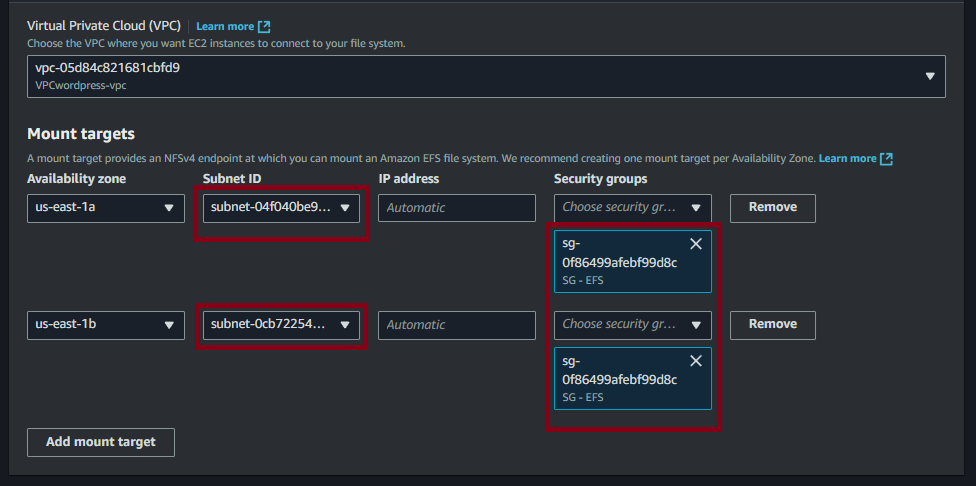 Virtual Private Cloud (VPC) Learn more
Choose the VPC where you want EC2 instances to connect to your file system.
vpc-05d84c821681cbfd9
VPCwordpress-vpc
Mount targets
A mount target provides an NFSv4 endpoint at which you can mount an Amazon EFS file system. We recommend creating one mount target per Availability Zone. Learn more
Availability zone Subnet ID IP address Security groups
us-east-1a subnet-04f040be9... Automatic Choose security gr... Remove
sg-
0f86499afebf99d8c
SG - EFS
us-east-1b subnet-0cb72254... Automatic Choose security gr... Remove
sg-
0f86499afebf99d8c
SG - EFS
Add mount target